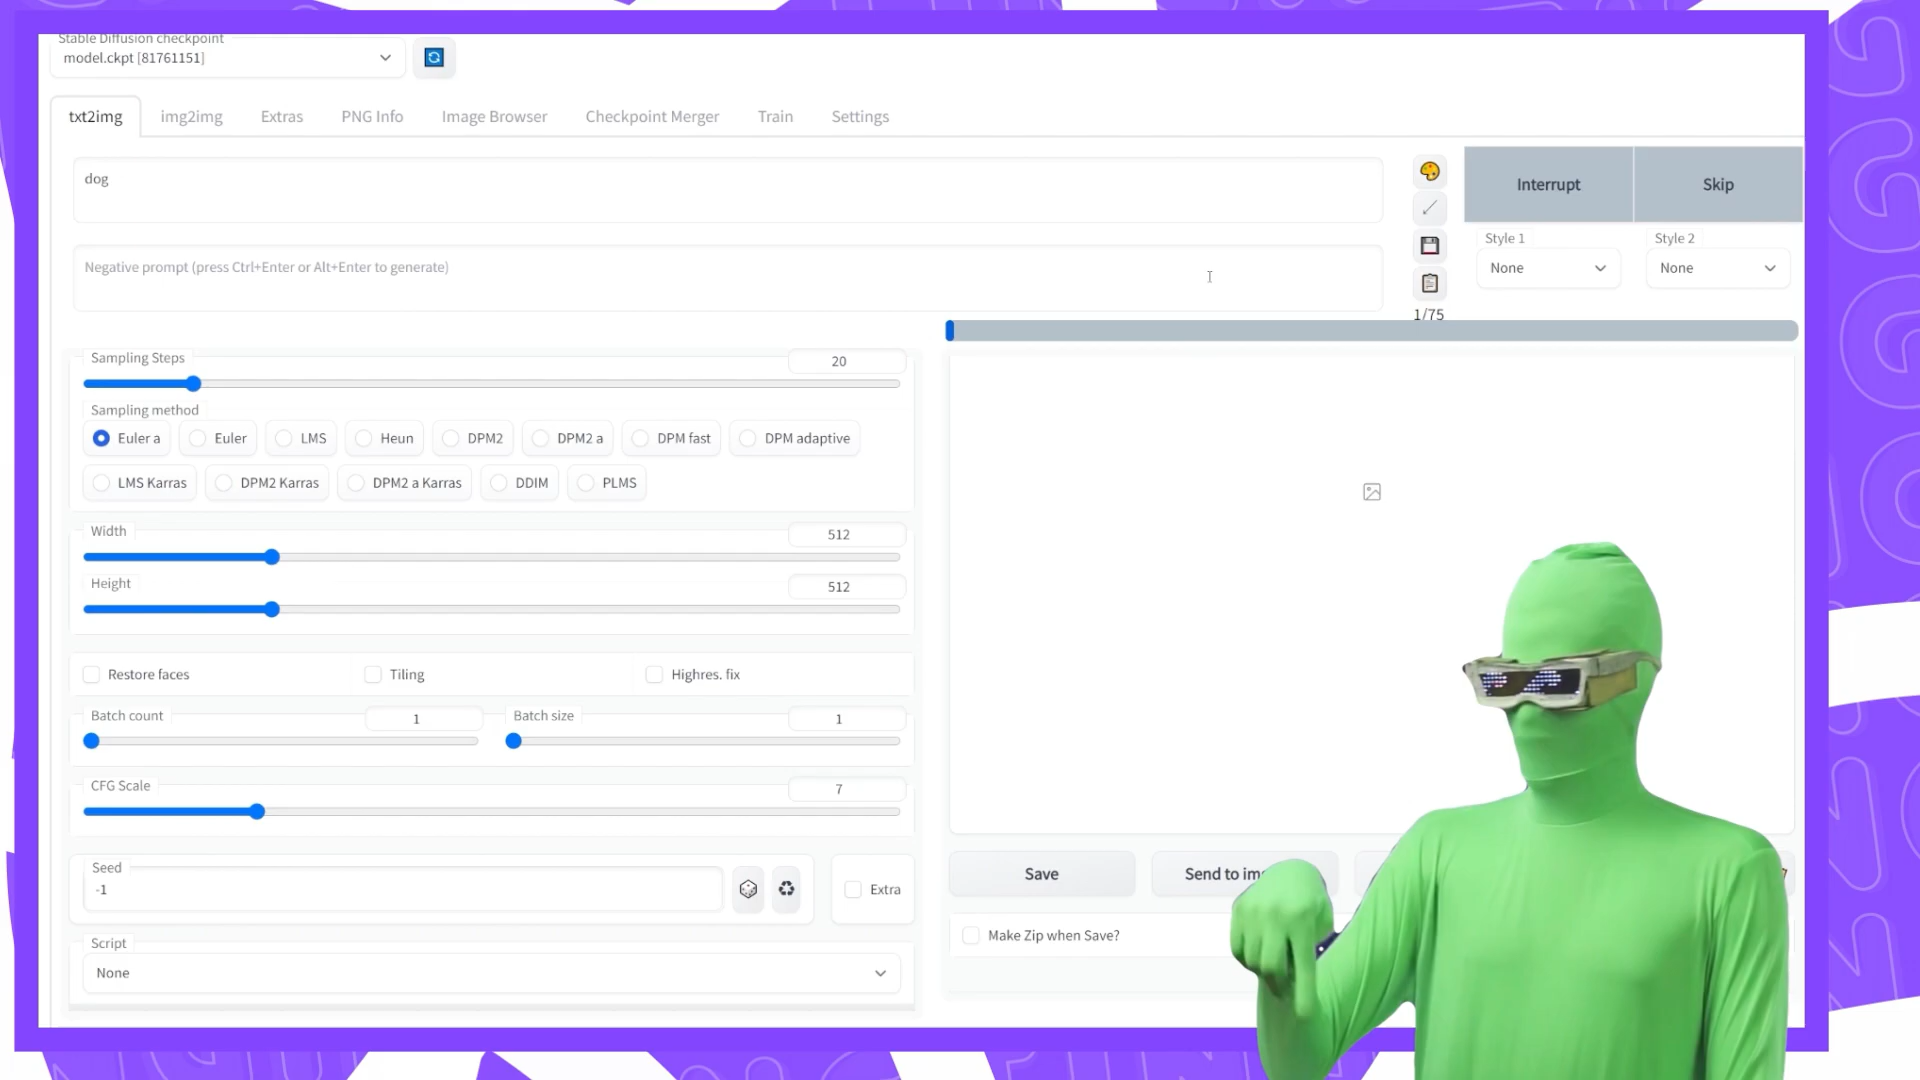 Stable Diffusion checkpoint
model.ckpt [81761151]
txt2img img2img Extras PNG Info Image Browser Checkpoint Merger Train Settings
dog
Interrupt Skip
Style 1 Style 2
None None
Negative prompt (press Ctrl+Enter or Alt+Enter to generate)
1/75
Sampling Steps 20
Sampling method
Euler a Euler LMS Heun DPM2 DPM2 a DPM fast DPM adaptive
LMS Karras DPM2 Karras DPM2 a Karras DDIM PLMS
Width 512
Height 512
Restore faces Tiling Highres. fix
Batch count 1 Batch size 1
CFG Scale 7
Seed
-1
Extra
Script
None
Save Send to
Make Zip when Save?